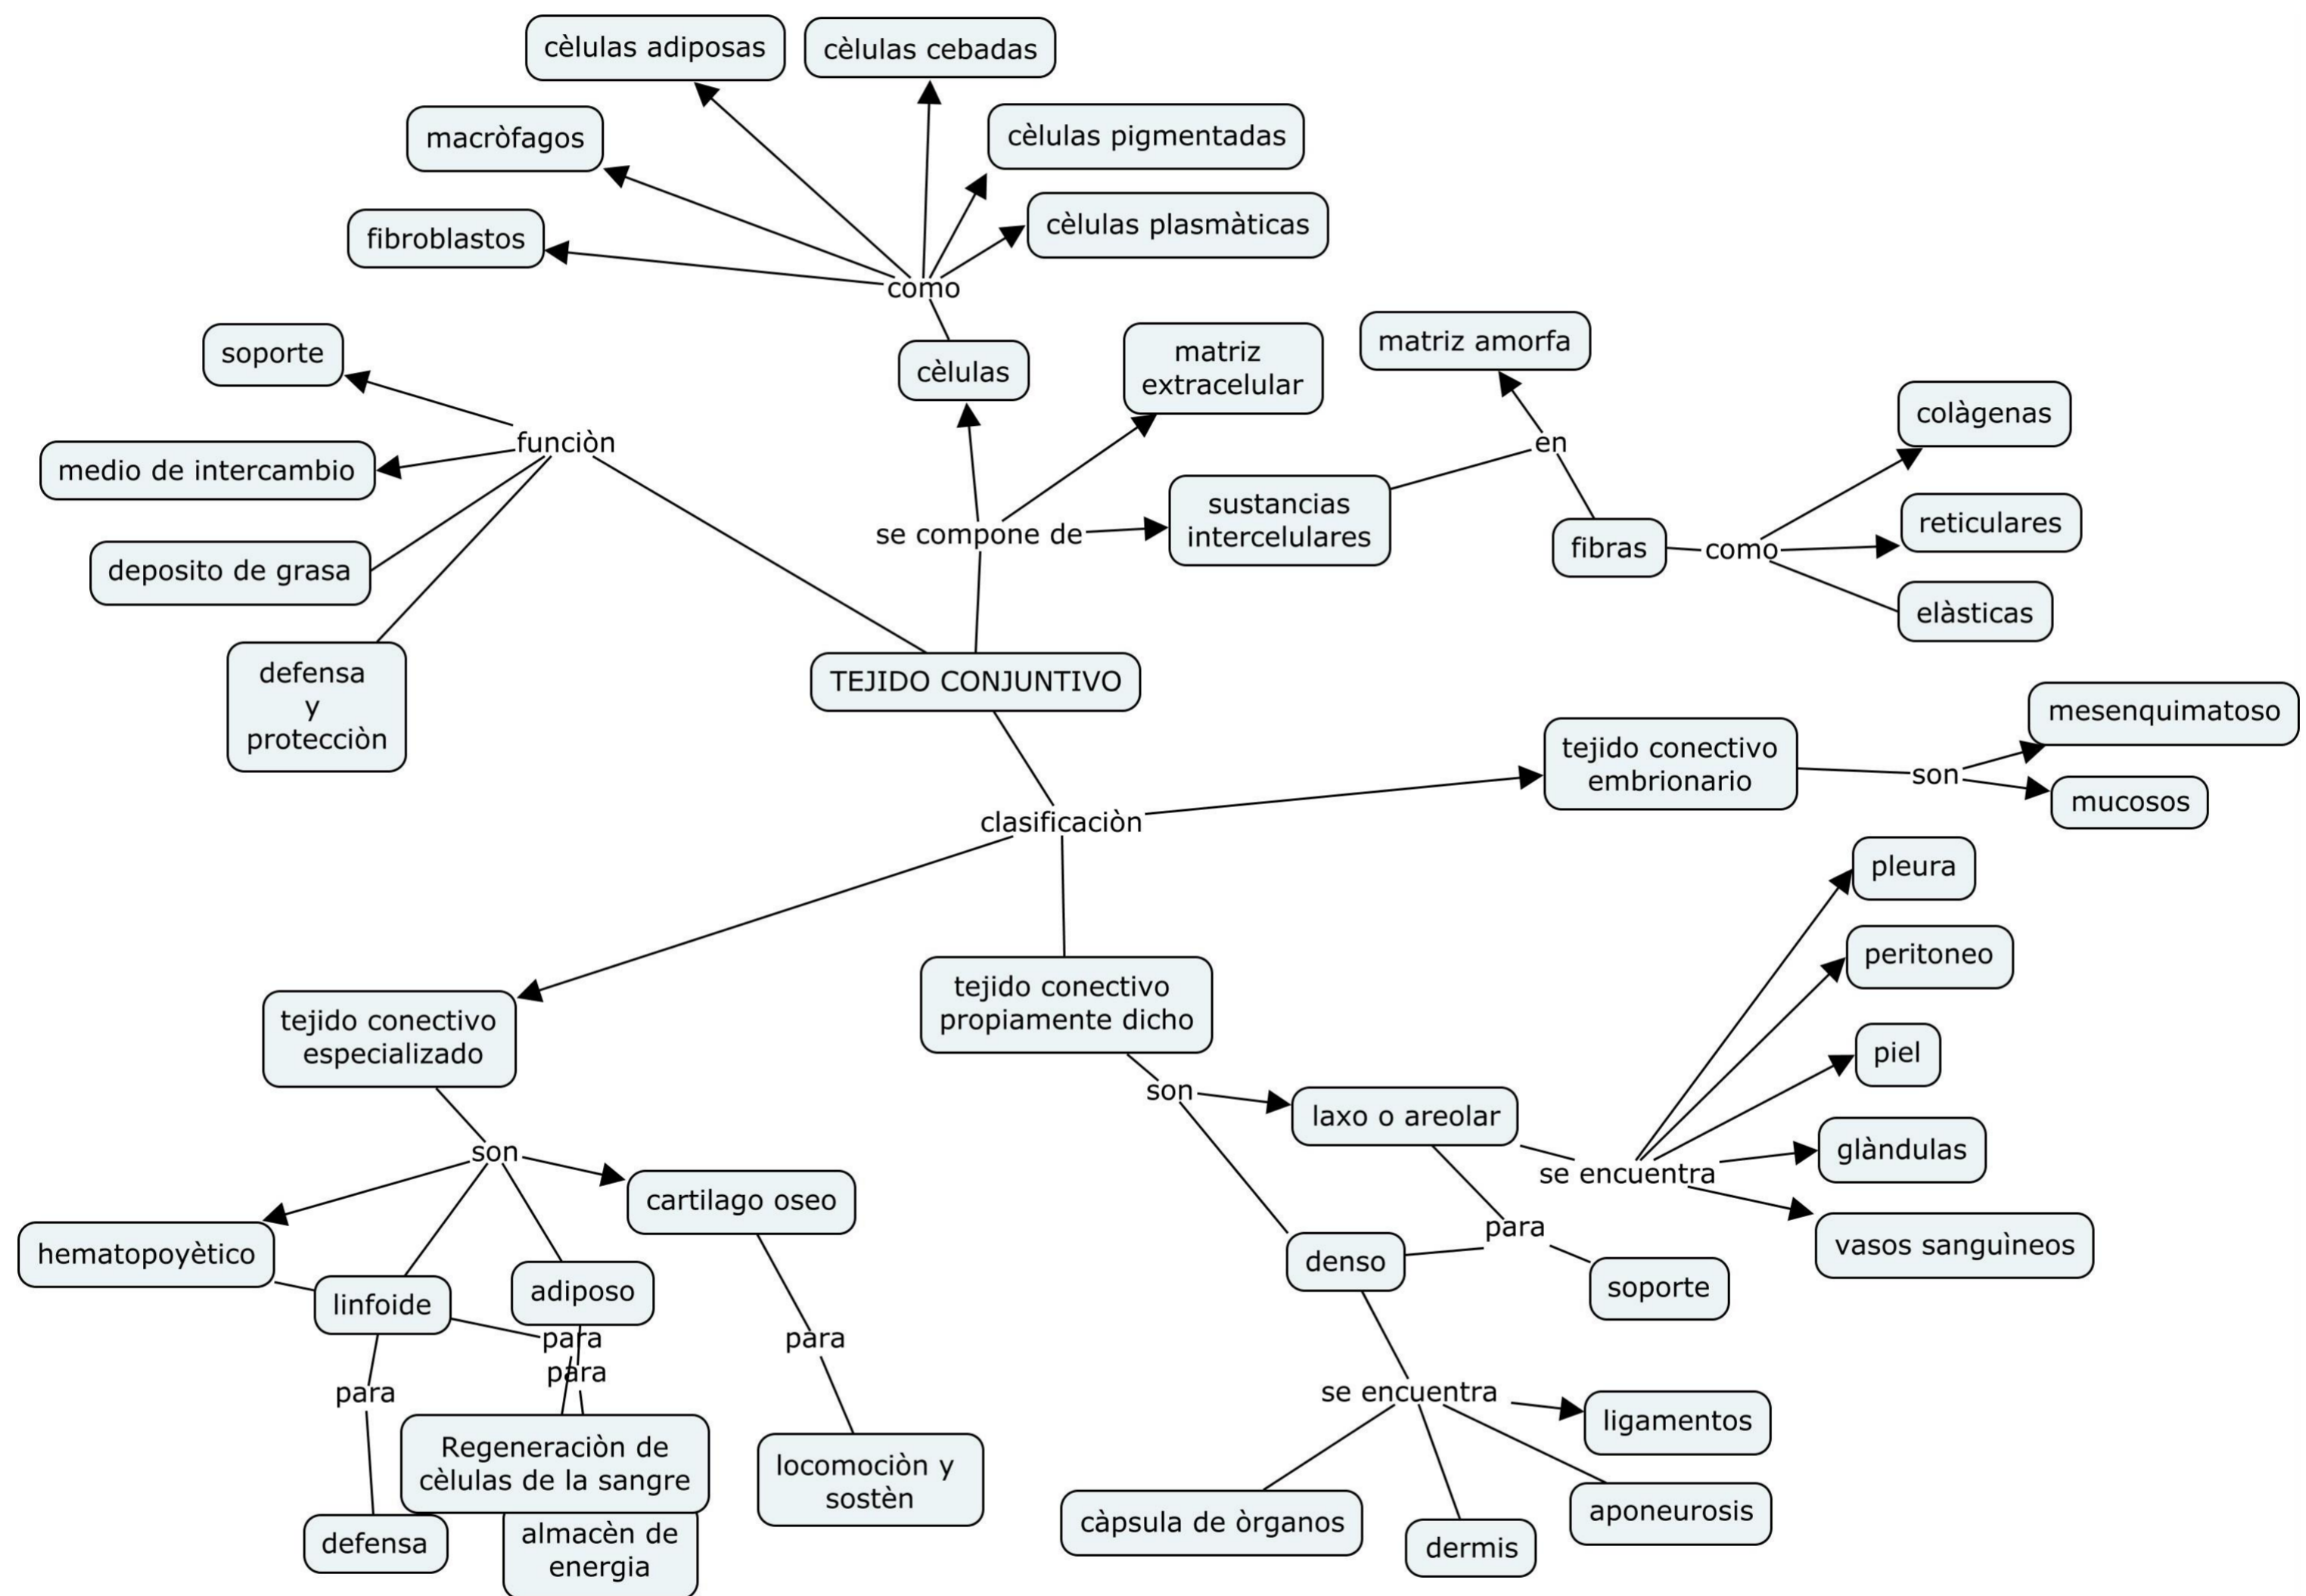 cèlulas adiposas
cèlulas cebadas
macròfagos
cèlulas pigmentadas
fibroblastos
cèlulas plasmàticas
como
soporte
cèlulas
matriz
extracelular
matriz amorfa
funciòn
medio de intercambio
en
colàgenas
deposito de grasa
se compone de
sustancias
intercelulares
fibras
como
reticulares
elàsticas
defensa
y
protecciòn
TEJIDO CONJUNTIVO
clasificaciòn
tejido conectivo
embrionario
son
mesenquimatoso
mucosos
pleura
peritoneo
piel
glàndulas
vasos sanguìneos
tejido conectivo
especializado
tejido conectivo
propiamente dicho
son
laxo o areolar
se encuentra
son
cartilago oseo
hematopoyètico
linfoide
adiposo
denso
para
soporte
para
para
para
para
se encuentra
ligamentos
Regeneraciòn de
cèlulas de la sangre
locomociòn y
sostèn
càpsula de òrganos
dermis
aponeurosis
defensa
almacèn de
energia